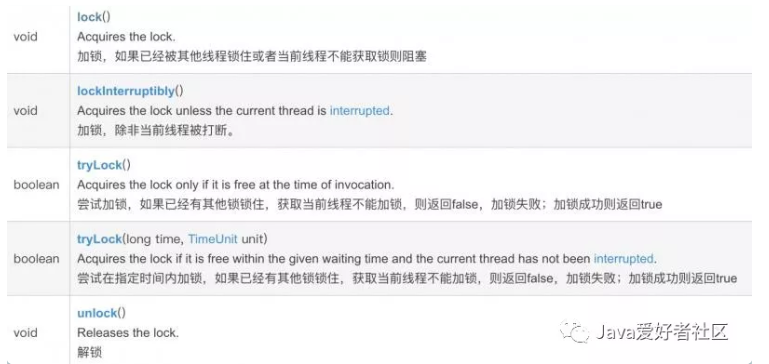 lock()
void
Acquires the lock.
加锁，如果已经被其他线程锁住或者当前线程不能获取锁则阻塞
lockInterruptibly()
void
Acquires the lock unless the current thread is interrupted.
加锁，除非当前线程被打断。
tryLock()
boolean
Acquires the lock only if it is free at the time of invocation.
尝试加锁，如果已经有其他锁锁住，获取当前线程不能加锁，则返回false，加锁失败；加锁成功则返回true
tryLock(long time, TimeUnit unit)
boolean
Acquires the lock if it is free within the given waiting time and the current thread has not been interrupted.
尝试在指定时间内加锁，如果已经有其他锁锁住，获取当前线程不能加锁，则返回false，加锁失败；加锁成功则返回true
unlock()
void
Releases the lock.
解锁
Java爱好者社区